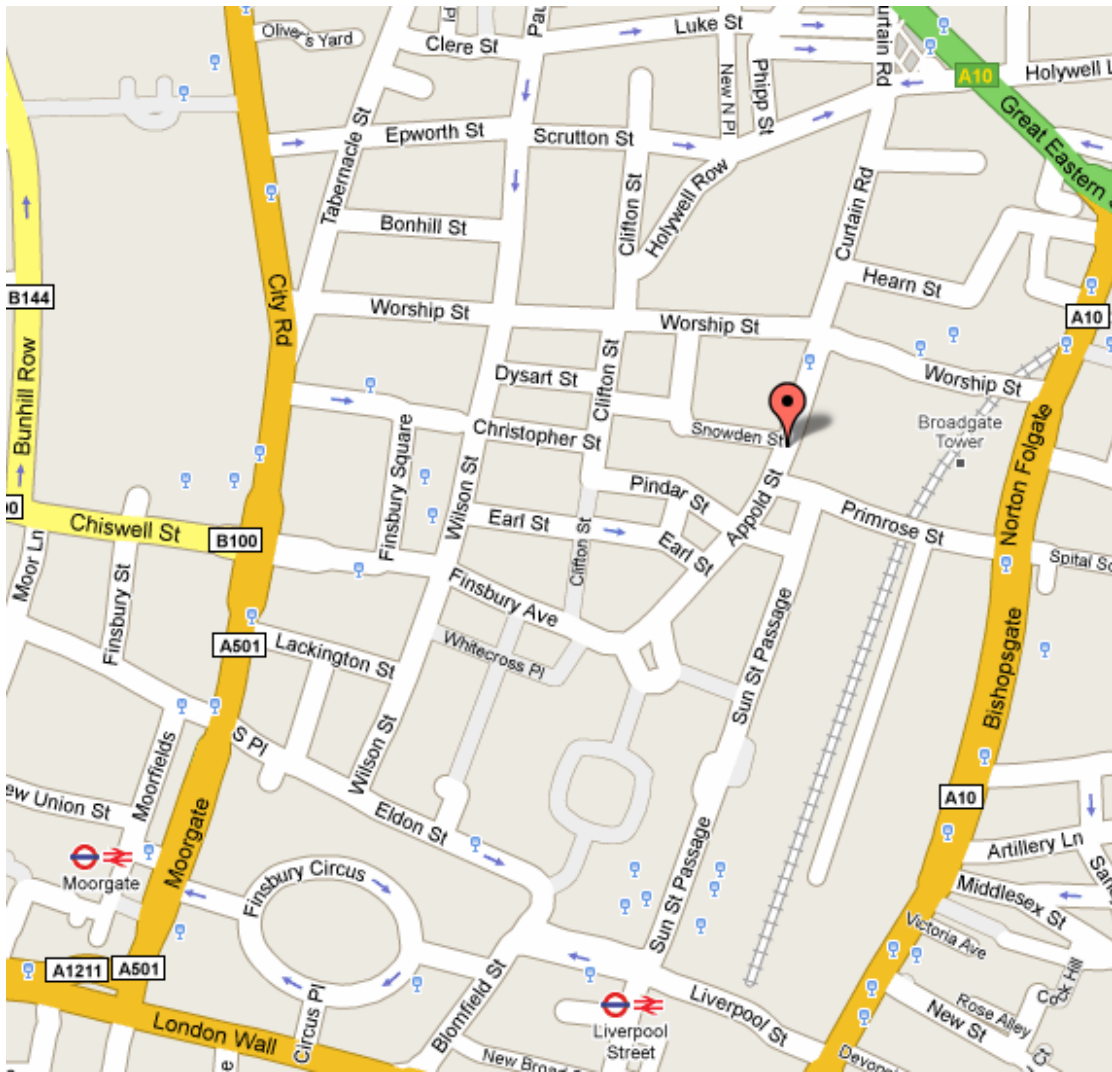 Oliver's Yard
Clere St
Luke St
Curtain Rd
A10
Holywell L
Great Eastern S
Phipp St
New N Pl
Tabernacle St
Epworth St
Scrutton St
Clifton St
Holywell Row
Curtain Rd
Bonhill St
Hearn St
B144
City Rd
Worship St
Worship St
A10
Bunhill Row
Dysart St
Clifton St
Worship St
Christopher St
Snowden St
Broadgate
Tower
Finsbury Square
Wilson St
Pindar St
Appold St
Norton Folgate
Chiswell St
B100
Earl St
Earl St
Primrose St
Spital Sq
Moor Ln
Finsbury St
Clifton St
Finsbury Ave
A501
Lackington St
Whitecross Pl
Sun St Passage
Bishopsgate
S Pl
Wilson St
Moorfields
ew Union St
Moorgate
Eldon St
A10
Artillery Ln
Moorgate
Finsbury Circus
Sun St Passage
Middlesex St
Victoria Ave
A1211
A501
Circus Pl
Blomfield St
Liverpool St
Cock Hill
Rose Alley
New St
London Wall
Liverpool
Street
New Broad S
Devons